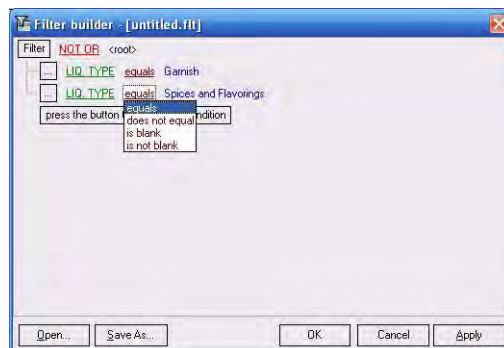 Filter builder - [untitled.flt]
Filter NOT OR <root>
... LIQ. TYPE equals Garnish
... LIQ. TYPE equals Spices and Flavorings
press the button ndition
equals
does not equal
is blank
is not blank
Open... Save As... OK Cancel Apply